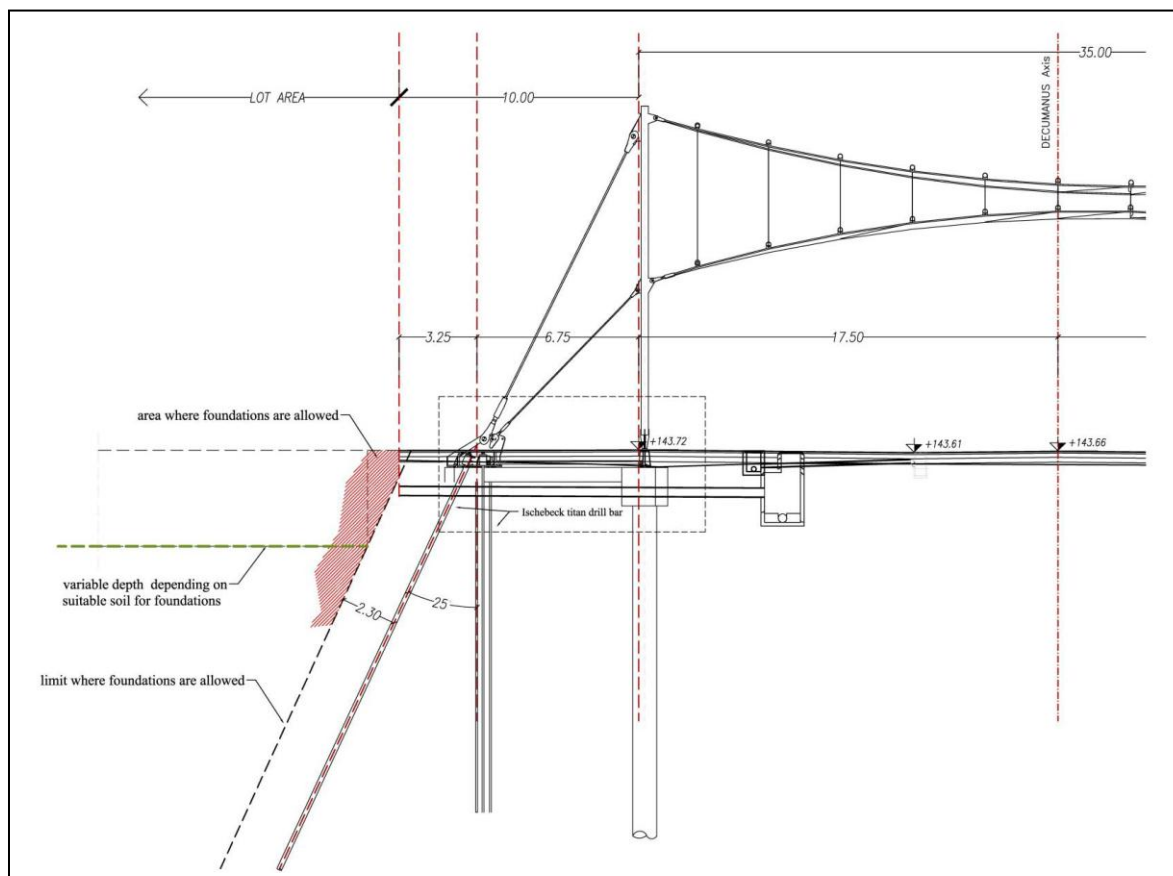 35.00
LOT AREA
10.00
DECUMANUS Axis
3.25
6.75
17.50
area where foundations are allowed
+143.72
+143.61
+143.66
Ischebeck titan drill bar
variable depth depending on
suitable soil for foundations
2.30
25
limit where foundations are allowed